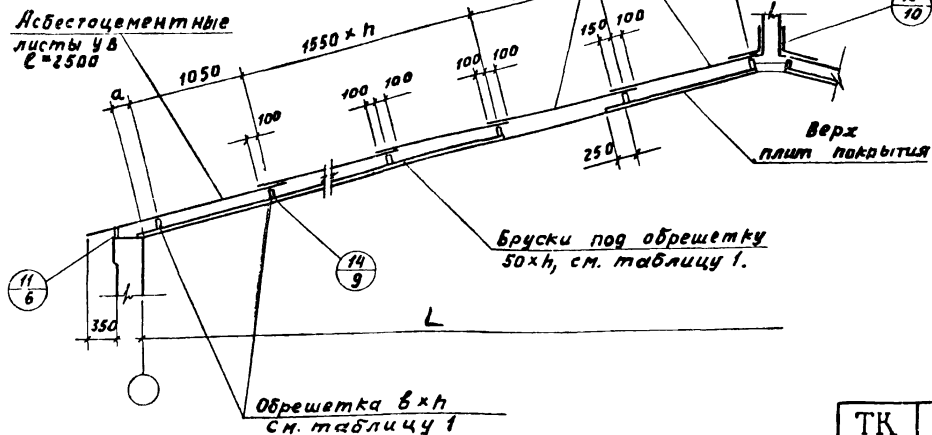 Асбестоцементные
листы УВ
ℓ=2500
a
1050
1550 × h
100
100
100
100
100
150
100
10
250
Верх
плит покрытия
Бруски под обрешетку
50×h, см. таблицу 1.
11
6
14
9
350
L
Обрешетка в×h
см. таблицу 1
ТК